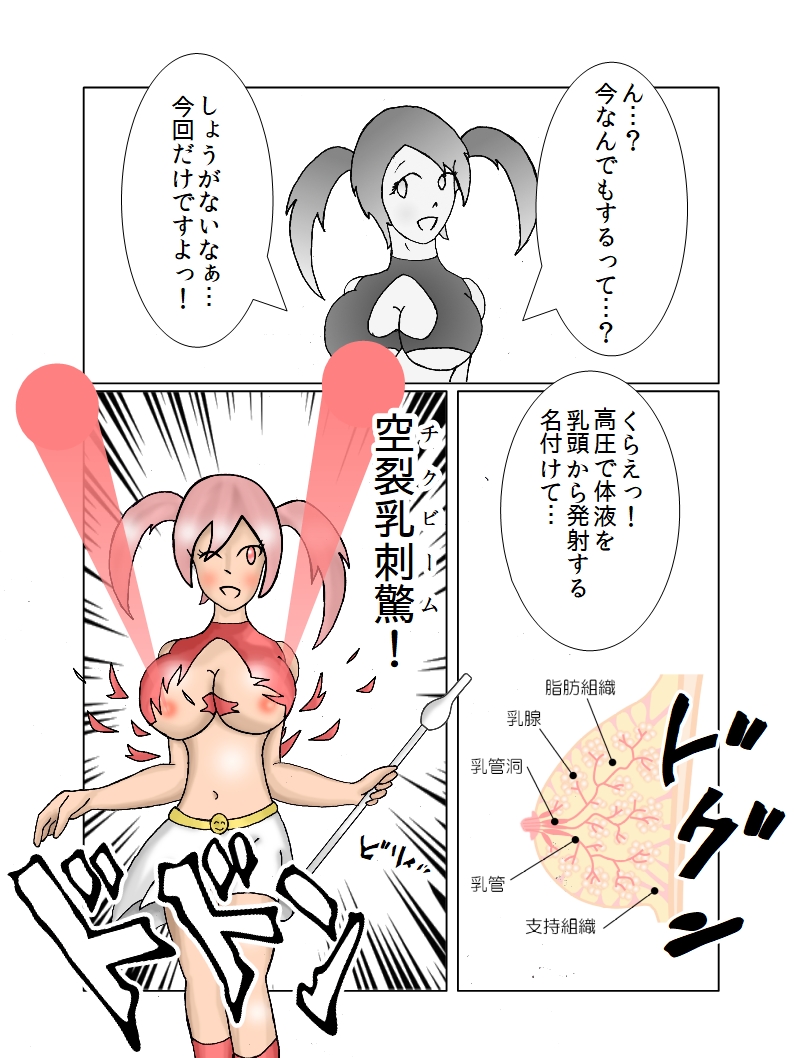 ん…？
今なんでもするって…？
しょうがないなぁ…
今回だけですよっ！
くらえっ！
高圧で体液を
乳頭から発射する
名付けて…
脂肪組織
乳腺
乳管洞
乳管
支持組織
ドグン
チクビーム
空裂乳刺驚！
ビリィ゛
ドドン